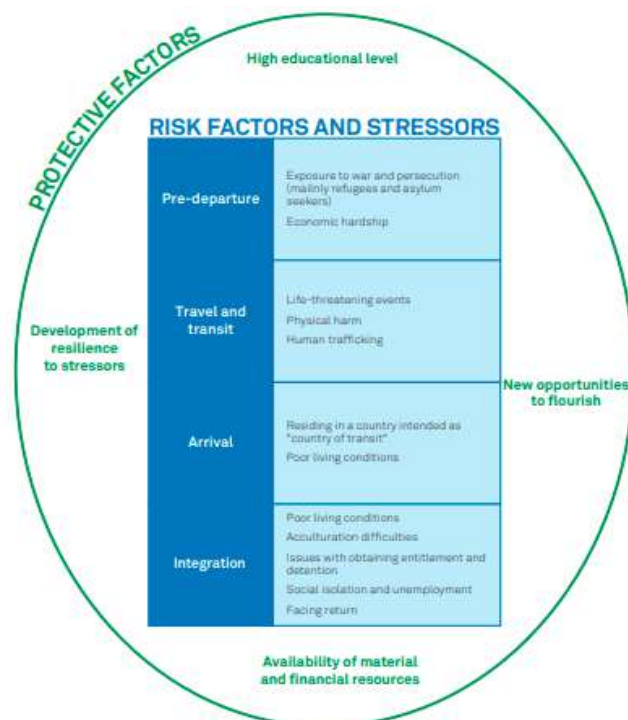 PROTECTIVE FACTORS
High educational level
RISK FACTORS AND STRESSORS
Pre-departure
Exposure to war and persecution
(mainly refugees and asylum
seekers)
Economic hardship
Travel and
transit
Life-threatening events
Physical harm
Human trafficking
Development of
resilience
to stressors
New opportunities
to flourish
Arrival
Residing in a country intended as
"country of transit"
Poor living conditions
Integration
Poor living conditions
Acculturation difficulties
Issues with obtaining entitlement and
detention
Social isolation and unemployment
Facing return
Availability of material
and financial resources